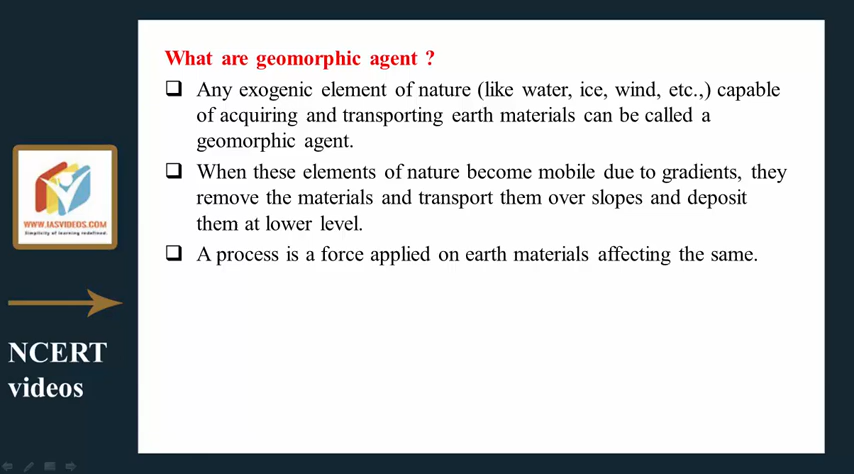 What are geomorphic agent ?
Any exogenic element of nature (like water, ice, wind, etc.,) capable
of acquiring and transporting earth materials can be called a
geomorphic agent.
When these elements of nature become mobile due to gradients, they
remove the materials and transport them over slopes and deposit
them at lower level.
A process is a force applied on earth materials affecting the same.
WWW.IASVIDEOS.COM
Simplicity of learning redefined.
NCERT
videos